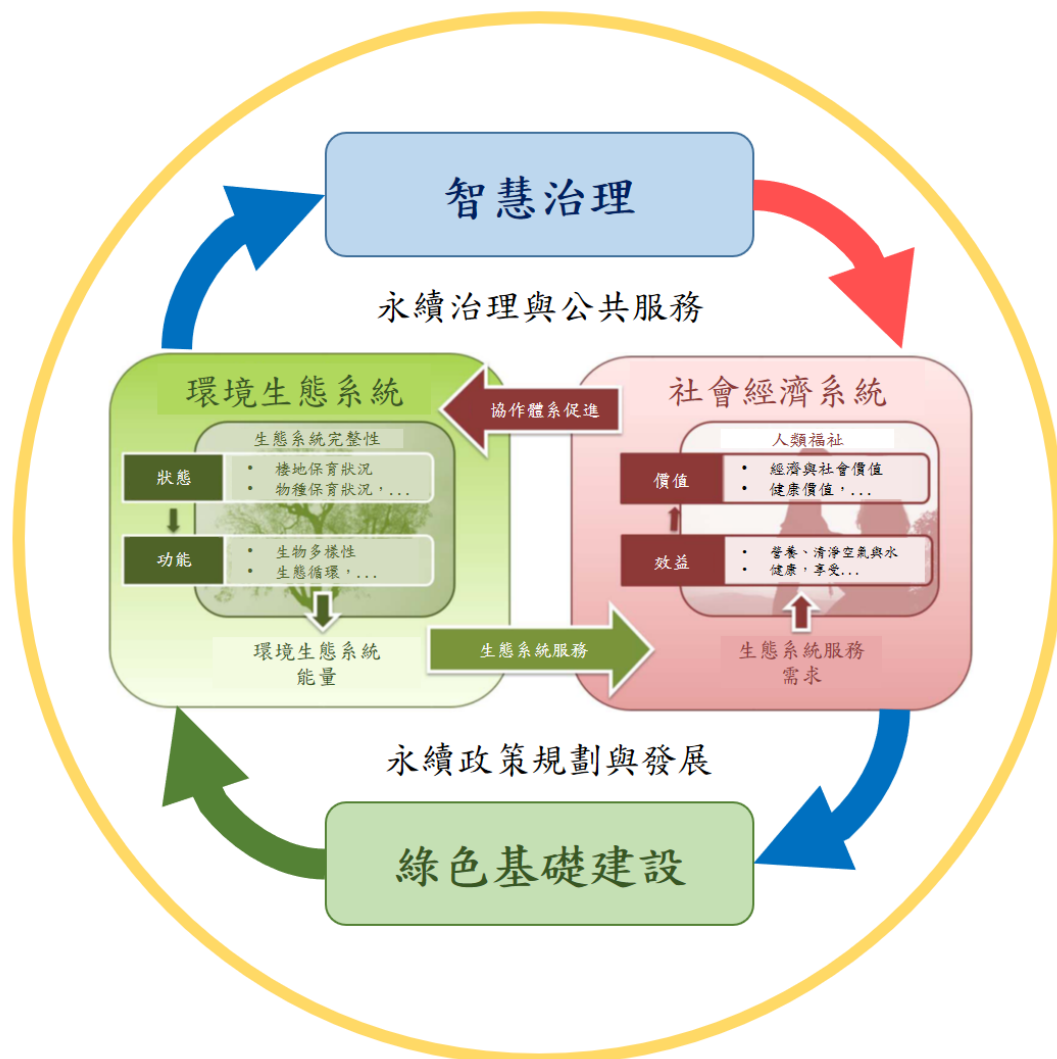 智慧治理
永續治理與公共服務
環境生態系統
生態系統完整性
狀態
• 棲地保育狀況
• 物種保育狀況，...
功能
• 生物多樣性
• 生態循環，...
環境生態系統
能量
協作體系促進
生態系統服務
社會經濟系統
人類福祉
價值
• 經濟與社會價值
• 健康價值，...
效益
• 營養、清淨空氣與水
• 健康，享受...
生態系統服務
需求
永續政策規劃與發展
綠色基礎建設